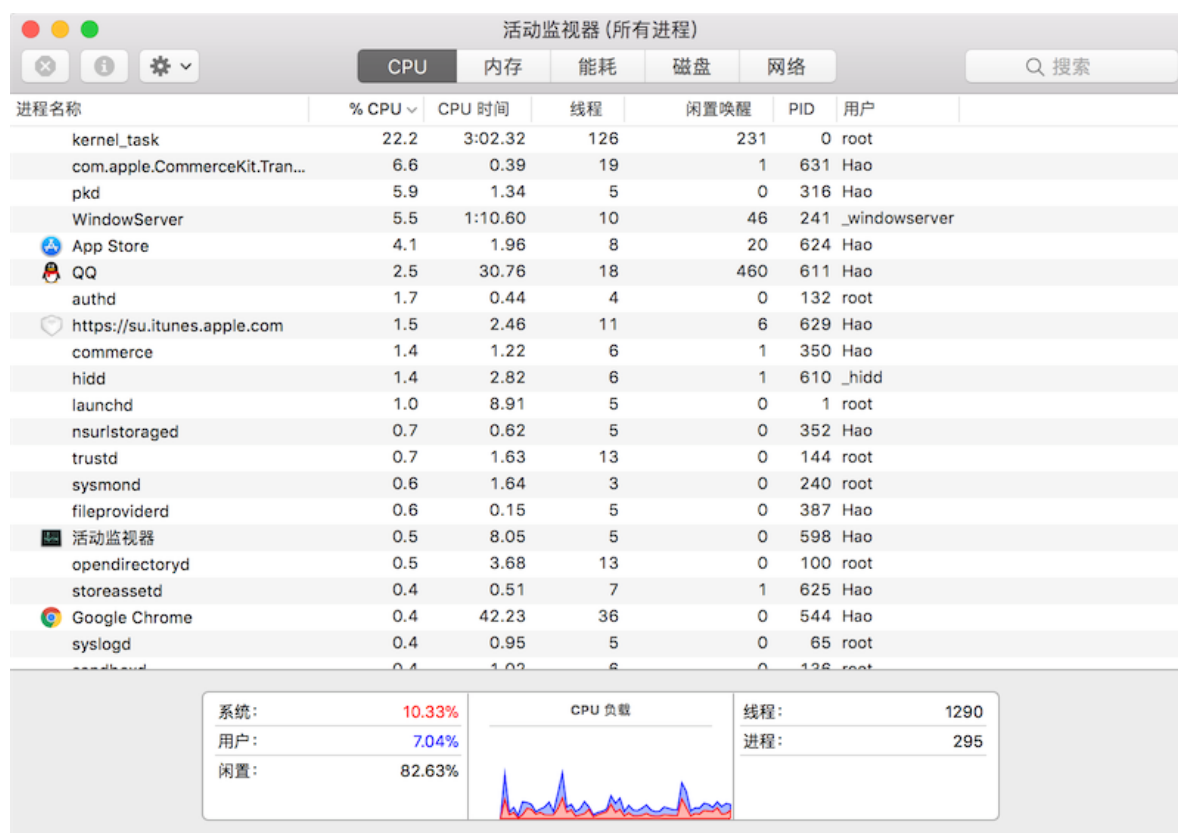 活动监视器 (所有进程)
CPU 内存 能耗 磁盘 网络 搜索
进程名称 % CPU CPU 时间 线程 闲置唤醒 PID 用户
kernel_task 22.2 3:02.32 126 231 0 root
com.apple.CommerceKit.Tran... 6.6 0.39 19 1 631 Hao
pkd 5.9 1.34 5 0 316 Hao
WindowServer 5.5 1:10.60 10 46 241 _windowserver
App Store 4.1 1.96 8 20 624 Hao
QQ 2.5 30.76 18 460 611 Hao
authd 1.7 0.44 4 0 132 root
https://su.itunes.apple.com 1.5 2.46 11 6 629 Hao
commerce 1.4 1.22 6 1 350 Hao
hidd 1.4 2.82 6 1 610 _hidd
launchd 1.0 8.91 5 0 1 root
nsurlstoraged 0.7 0.62 5 0 352 Hao
trustd 0.7 1.63 13 0 144 root
sysmond 0.6 1.64 3 0 240 root
fileproviderd 0.6 0.15 5 0 387 Hao
活动监视器 0.5 8.05 5 0 598 Hao
opendirectoryd 0.5 3.68 13 0 100 root
storeassetd 0.4 0.51 7 1 625 Hao
Google Chrome 0.4 42.23 36 0 544 Hao
syslogd 0.4 0.95 5 0 65 root
系统: 10.33% CPU 负载 线程: 1290
用户: 7.04% 进程: 295
闲置: 82.63%